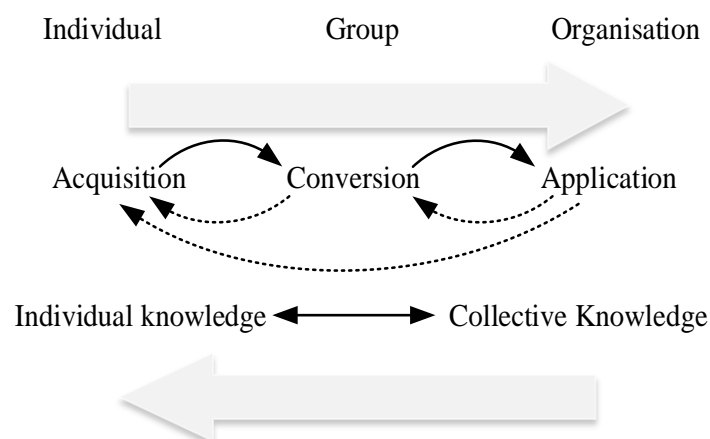 Individual Group Organisation
Acquisition Conversion Application
Individual knowledge Collective Knowledge